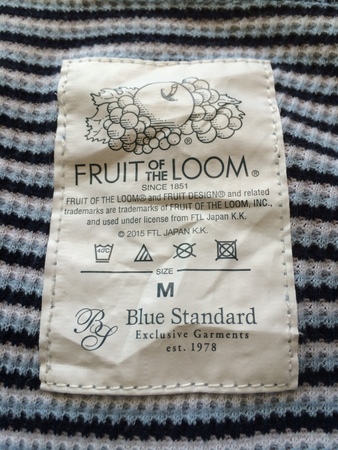 ®
FRUIT OF THE LOOM®
SINCE 1851
FRUIT OF THE LOOM® and FRUIT DESIGN® and related
trademarks are trademarks of FRUIT OF THE LOOM, INC.,
and used under license from FTL JAPAN K.K.
© 2015 FTL JAPAN K.K.
40℃
SIZE
M
BS Blue Standard
Exclusive Garments
est. 1978